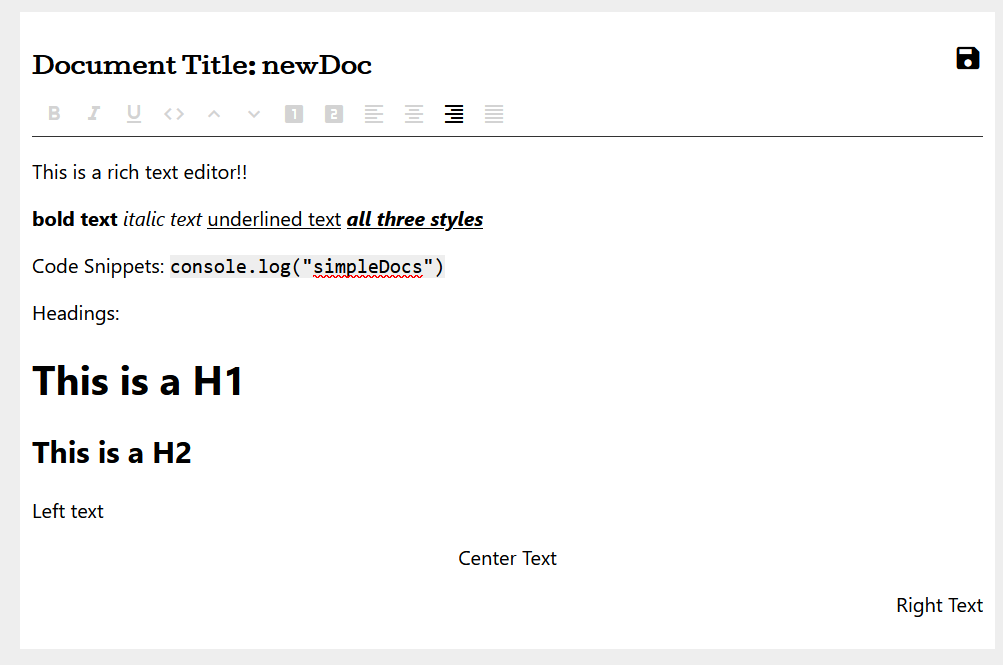 Document Title: newDoc
B I U <> 1 2
This is a rich text editor!!
bold text italic text underlined text all three styles
Code Snippets: console.log("simpleDocs")
Headings:
This is a H1
This is a H2
Left text
Center Text
Right Text